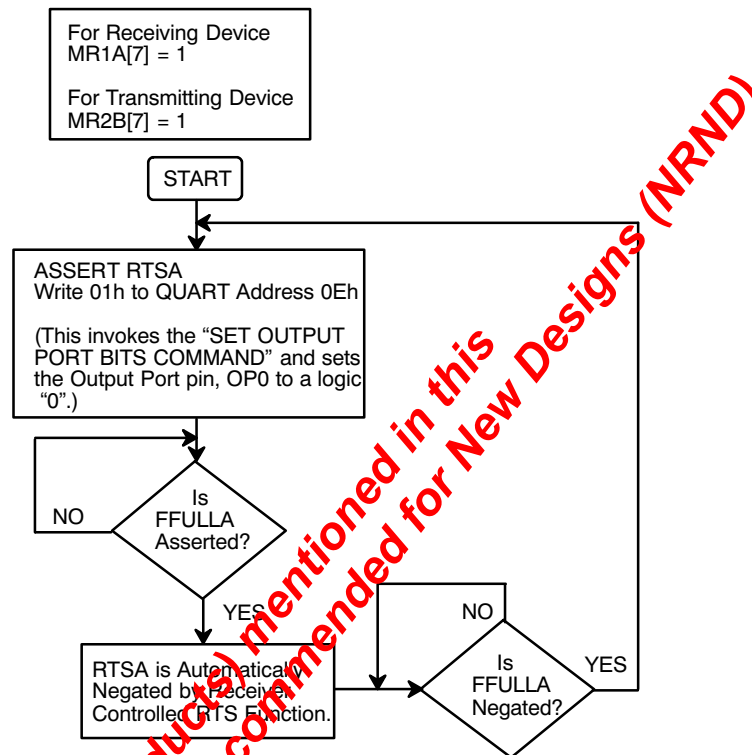 For Receiving Device
MR1A[7] = 1
For Transmitting Device
MR2B[7] = 1
START
ASSERT RTSA
Write 01h to QUART Address 0Eh
(This invokes the “SET OUTPUT
PORT BITS COMMAND” and sets
the Output Port pin, OP0 to a logic
“0”.)
Is
FFULLA
Asserted?
NO
YES
RTSA is Automatically
Negated by Receiver
Controlled RTS Function.
NO
Is
FFULLA
Negated?
YES
mentioned in this
for New Designs (NRND)